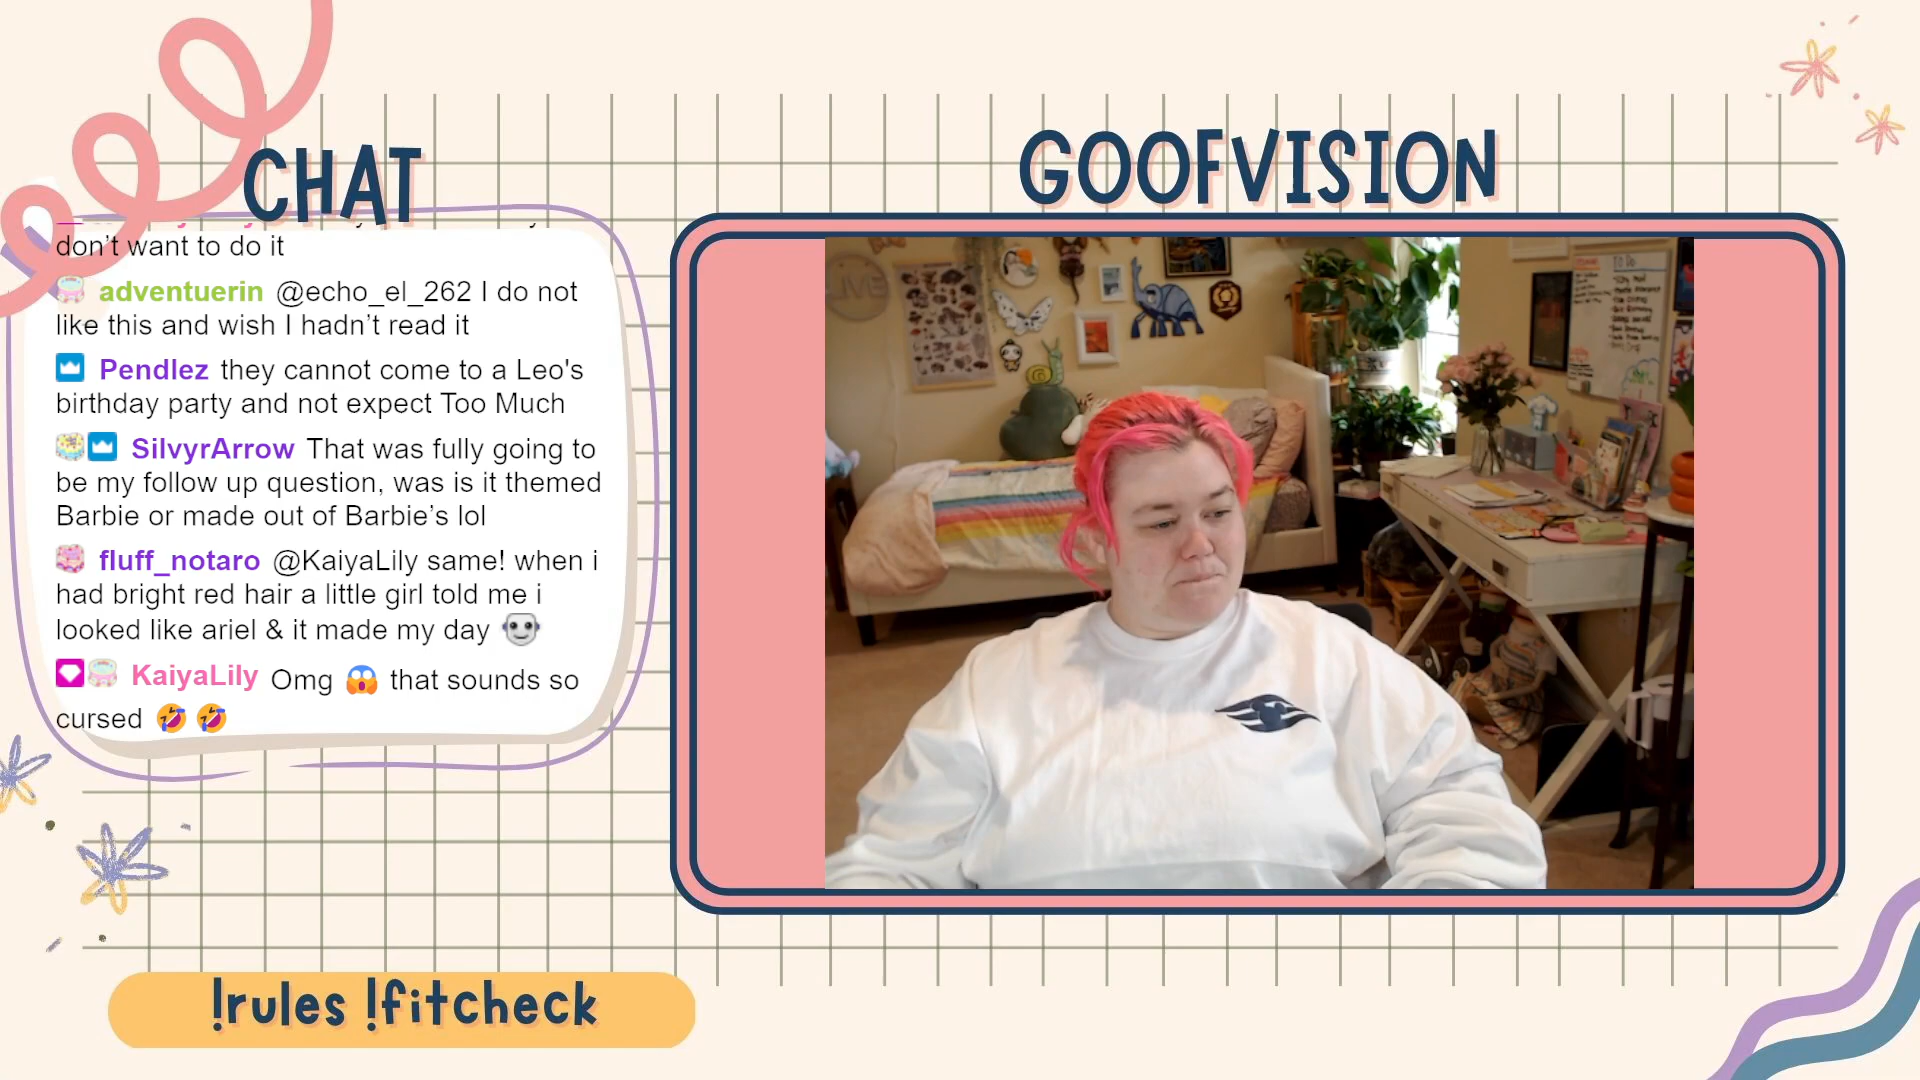 CHAT
GOOFVISION
don't want to do it
adventuerin @echo_el_262 I do not
like this and wish I hadn't read it
Pendlez they cannot come to a Leo's
birthday party and not expect Too Much
SilvyrArrow That was fully going to
be my follow up question, was is it themed
Barbie or made out of Barbie's lol
fluff_notaro @KaiyaLily same! when i
had bright red hair a little girl told me i
looked like ariel & it made my day
KaiyaLily Omg 😱 that sounds so
cursed 🤣 🤣
!rules !fitcheck
LIVE
To Do